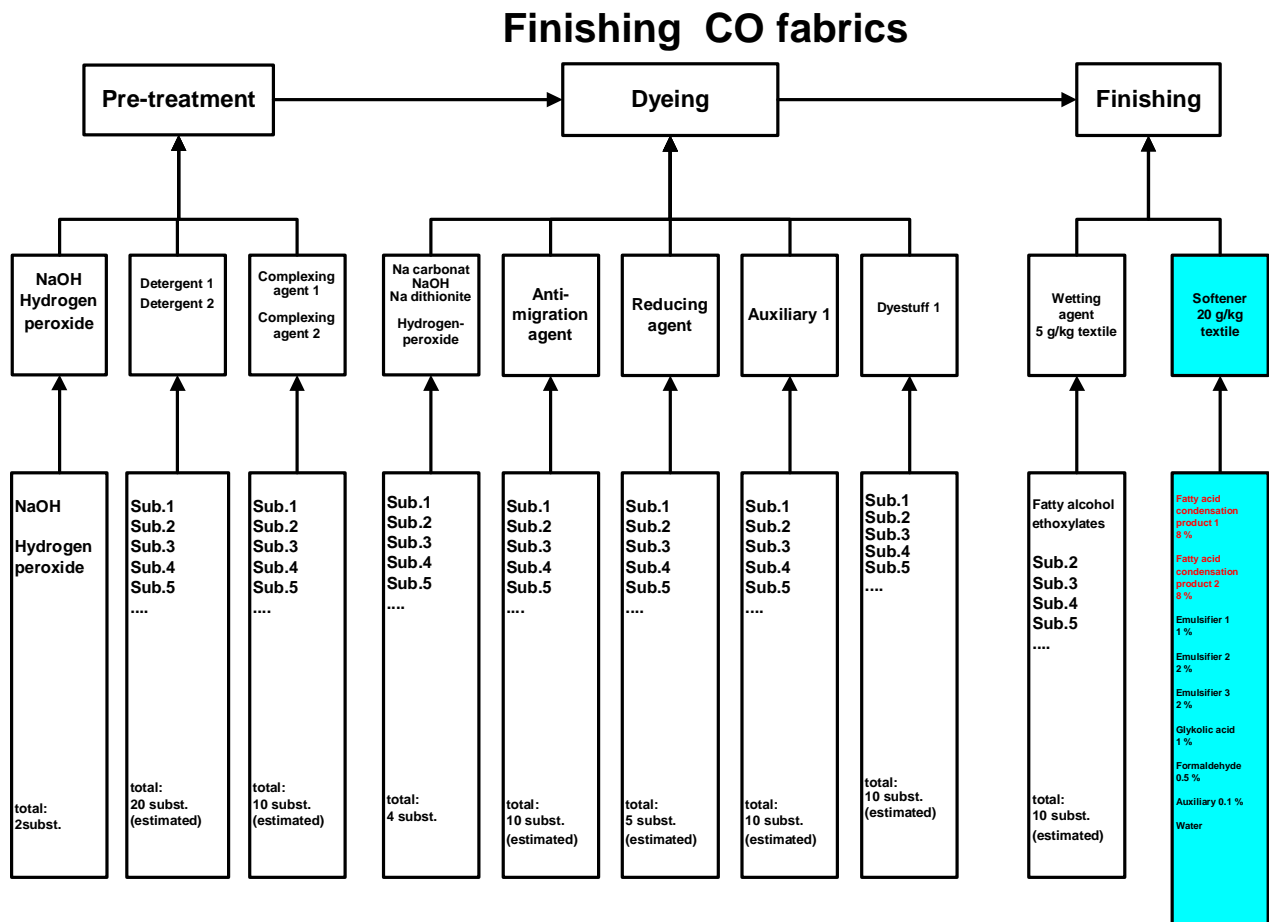 Finishing  CO fabrics
Pre-treatment
Dyeing
Finishing
NaOH
Hydrogen
peroxide
Detergent 1
Detergent 2
Complexing
agent 1
Complexing
agent 2
Na carbonat
NaOH
Na dithionite
Hydrogen-
peroxide
Anti-
migration
agent
Reducing
agent
Auxiliary 1
Dyestuff 1
Wetting
agent
5 g/kg textile
Softener
20 g/kg
textile
NaOH
Hydrogen
peroxide
total:
2subst.
Sub.1
Sub.2
Sub.3
Sub.4
Sub.5
....
total:
20 subst.
(estimated)
Sub.1
Sub.2
Sub.3
Sub.4
Sub.5
....
total:
10 subst.
(estimated)
Sub.1
Sub.2
Sub.3
Sub.4
Sub.5
....
total:
4 subst.
Sub.1
Sub.2
Sub.3
Sub.4
Sub.5
....
total:
10 subst.
(estimated)
Sub.1
Sub.2
Sub.3
Sub.4
Sub.5
....
total:
5 subst.
(estimated)
Sub.1
Sub.2
Sub.3
Sub.4
Sub.5
....
total:
10 subst.
(estimated)
Sub.1
Sub.2
Sub.3
Sub.4
Sub.5
....
total:
10 subst.
(estimated)
Fatty alcohol
ethoxylates
Sub.2
Sub.3
Sub.4
Sub.5
....
total:
10 subst.
(estimated)
Fatty acid
condensation
product 1
8 %
Fatty acid
condensation
product 2
8 %
Emulsifier 1
1 %
Emulsifier 2
2 %
Emulsifier 3
2 %
Glykolic acid
1 %
Formaldehyde
0.5 %
Auxiliary 0.1 %
Water